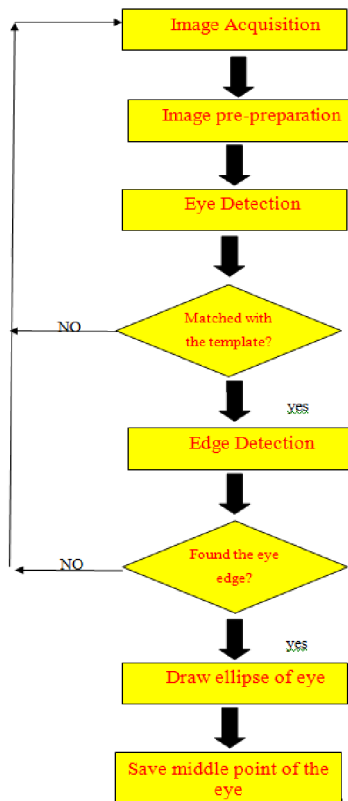 Image Acquisition
Image pre-preparation
Eye Detection
Matched with
the template?
NO
yes
Edge Detection
Found the eye
edge?
NO
yes
Draw ellipse of eye
Save middle point of the
eye